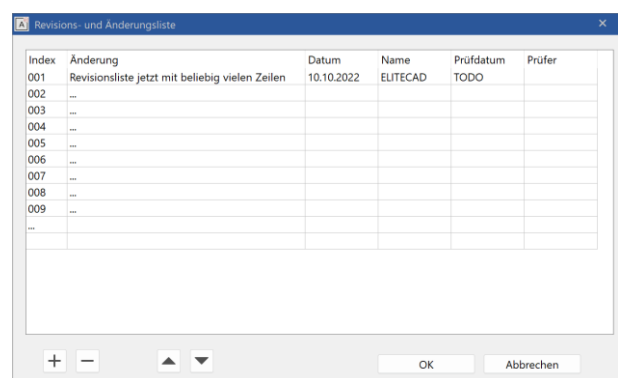 A Revisions- und Änderungsliste
Index Änderung Datum Name Prüfdatum Prüfer
001 Revisionsliste jetzt mit beliebig vielen Zeilen 10.10.2022 ELITECAD TODO
002 ...
003 ...
004 ...
005 ...
006 ...
007 ...
008 ...
009 ...
...
OK Abbrechen